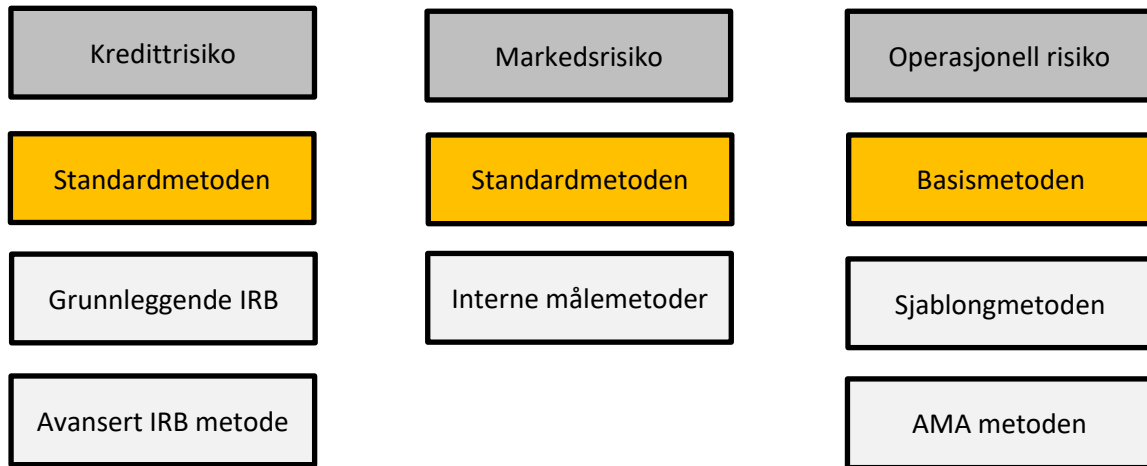 Kredittrisiko
Markedsrisiko
Operasjonell risiko
Standardmetoden
Standardmetoden
Basismetoden
Grunnleggende IRB
Interne målemetoder
Sjablongmetoden
Avansert IRB metode
AMA metoden